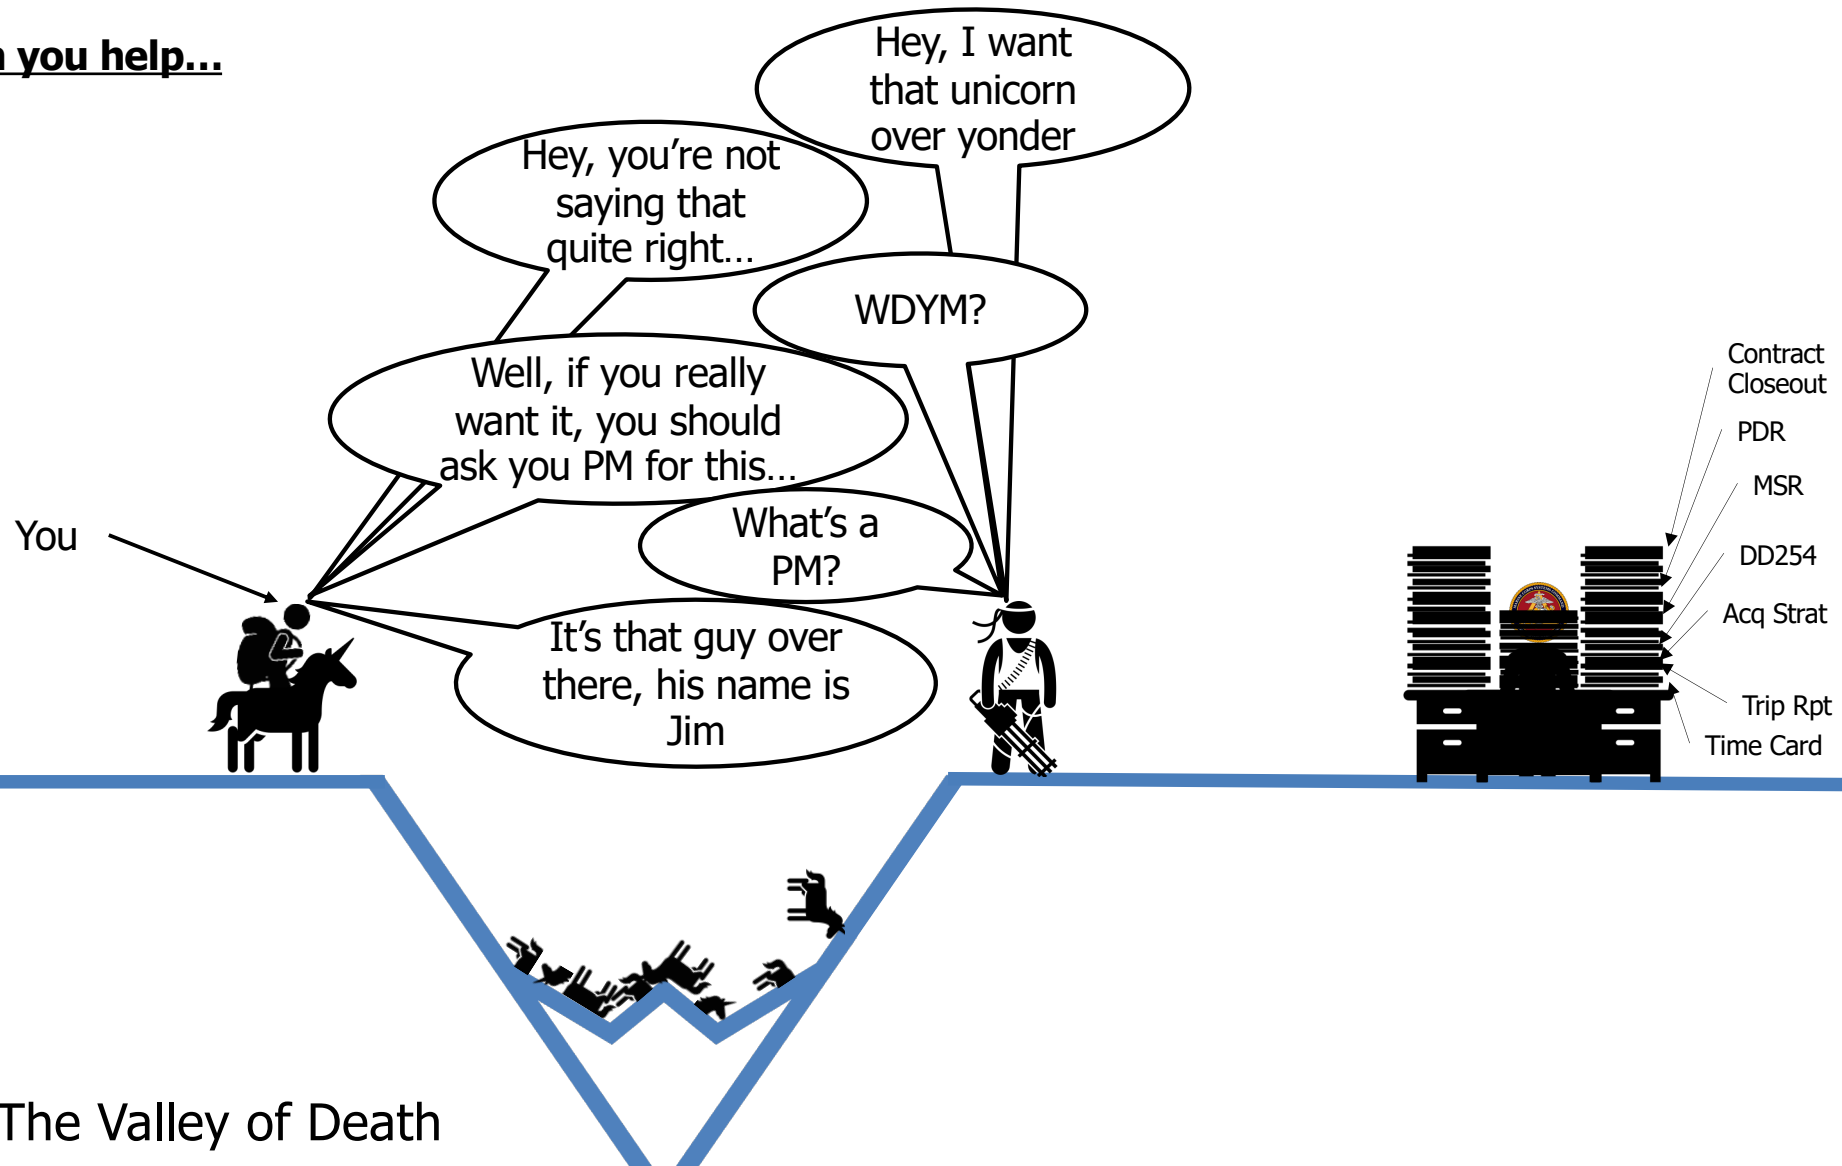 you help...
Hey, I want
that unicorn
over yonder
Hey, you're not
saying that
quite right...
WDYM?
Well, if you really
want it, you should
ask you PM for this...
What's a
PM?
It's that guy over
there, his name is
Jim
You
Contract
Closeout
PDR
MSR
DD254
Acq Strat
Trip Rpt
Time Card
The Valley of Death